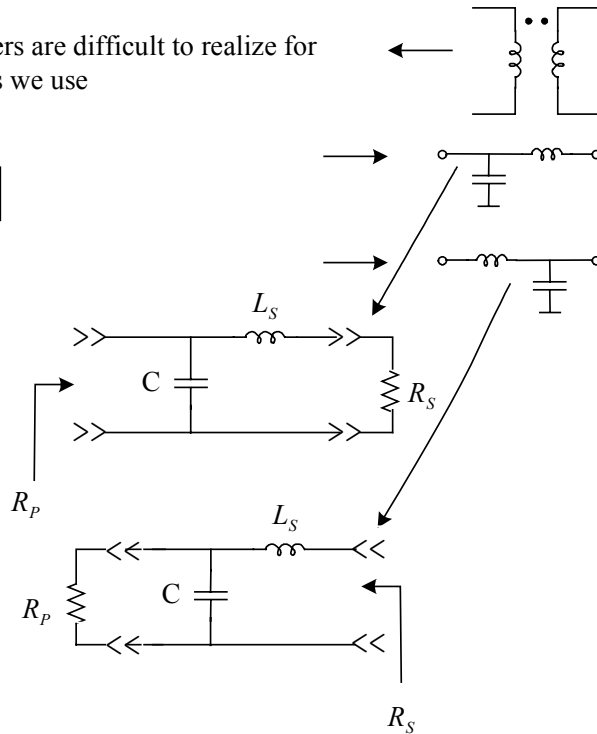 ers are difficult to realize for
s we use
L_S
C
R_S
R_P
L_S
R_P
C
R_S